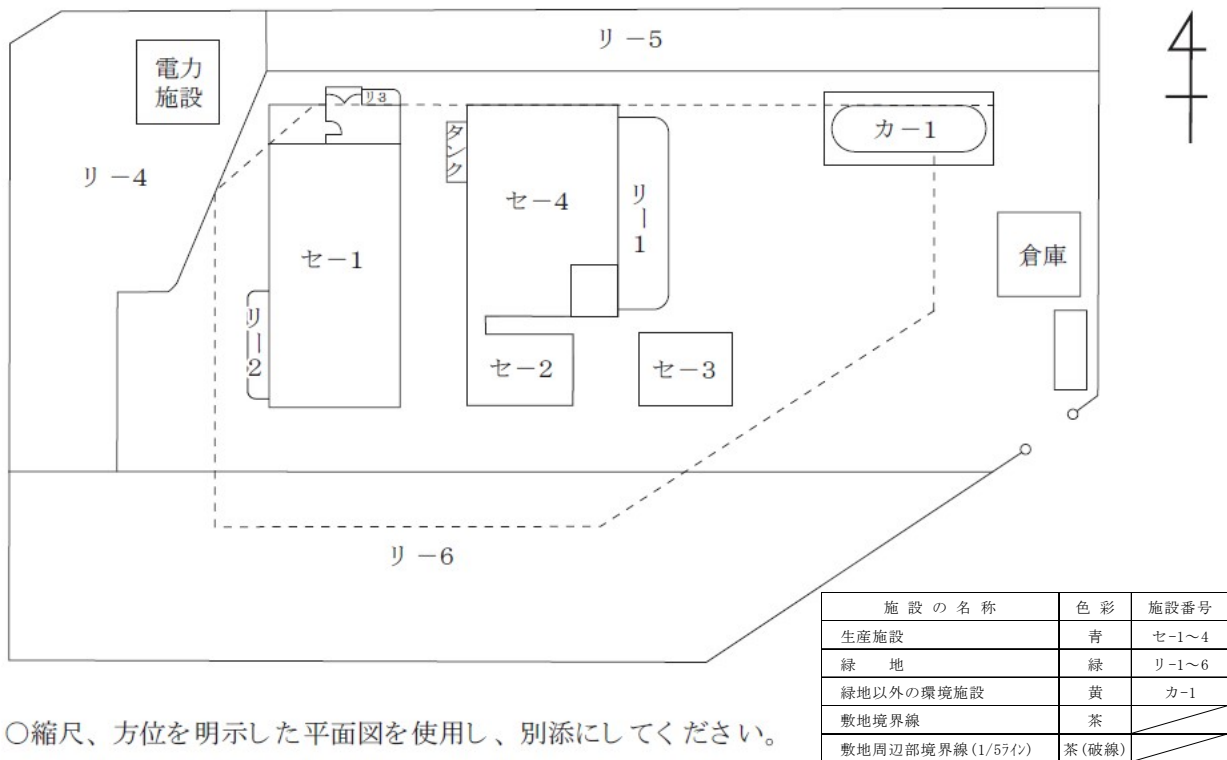 リ－5
電力
施設
リ3
カ－1
タンク
リ－4
セ－4
リ－1
セ－1
倉庫
リ－2
セ－2
セ－3
リ－6
施設の名称 色彩 施設番号
生産施設 青 セ-1～4
緑　地 緑 リ-1～6
緑地以外の環境施設 黄 カ-1
敷地境界線 茶
敷地周辺部境界線(1/5ﾗｲﾝ) 茶(破線)
○縮尺、方位を明示した平面図を使用し、別添にしてください。